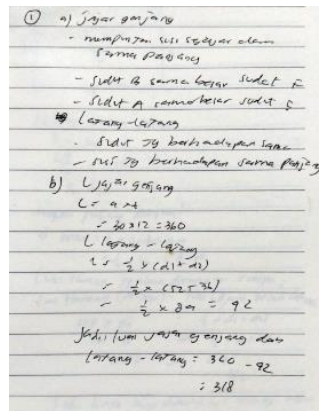 ① a) jajar genjang
- mempunyai sisi sejajar dan
sama panjang
- sudut B sama besar sudut F
- sudut A sama besar sudut
layang-layang
- sudut yg berhadapan sama
- sisi yg berhadapan sama panjang
b) L jajar genjang
L = a x t
= 30 x 12 = 360
L layang-layang
L = ½ x (d1 + d2)
= ½ x (52 + 36)
= ½ x = 92
Jadi luas jajar genjang dan
layang-layang = 360 - 92
= 318